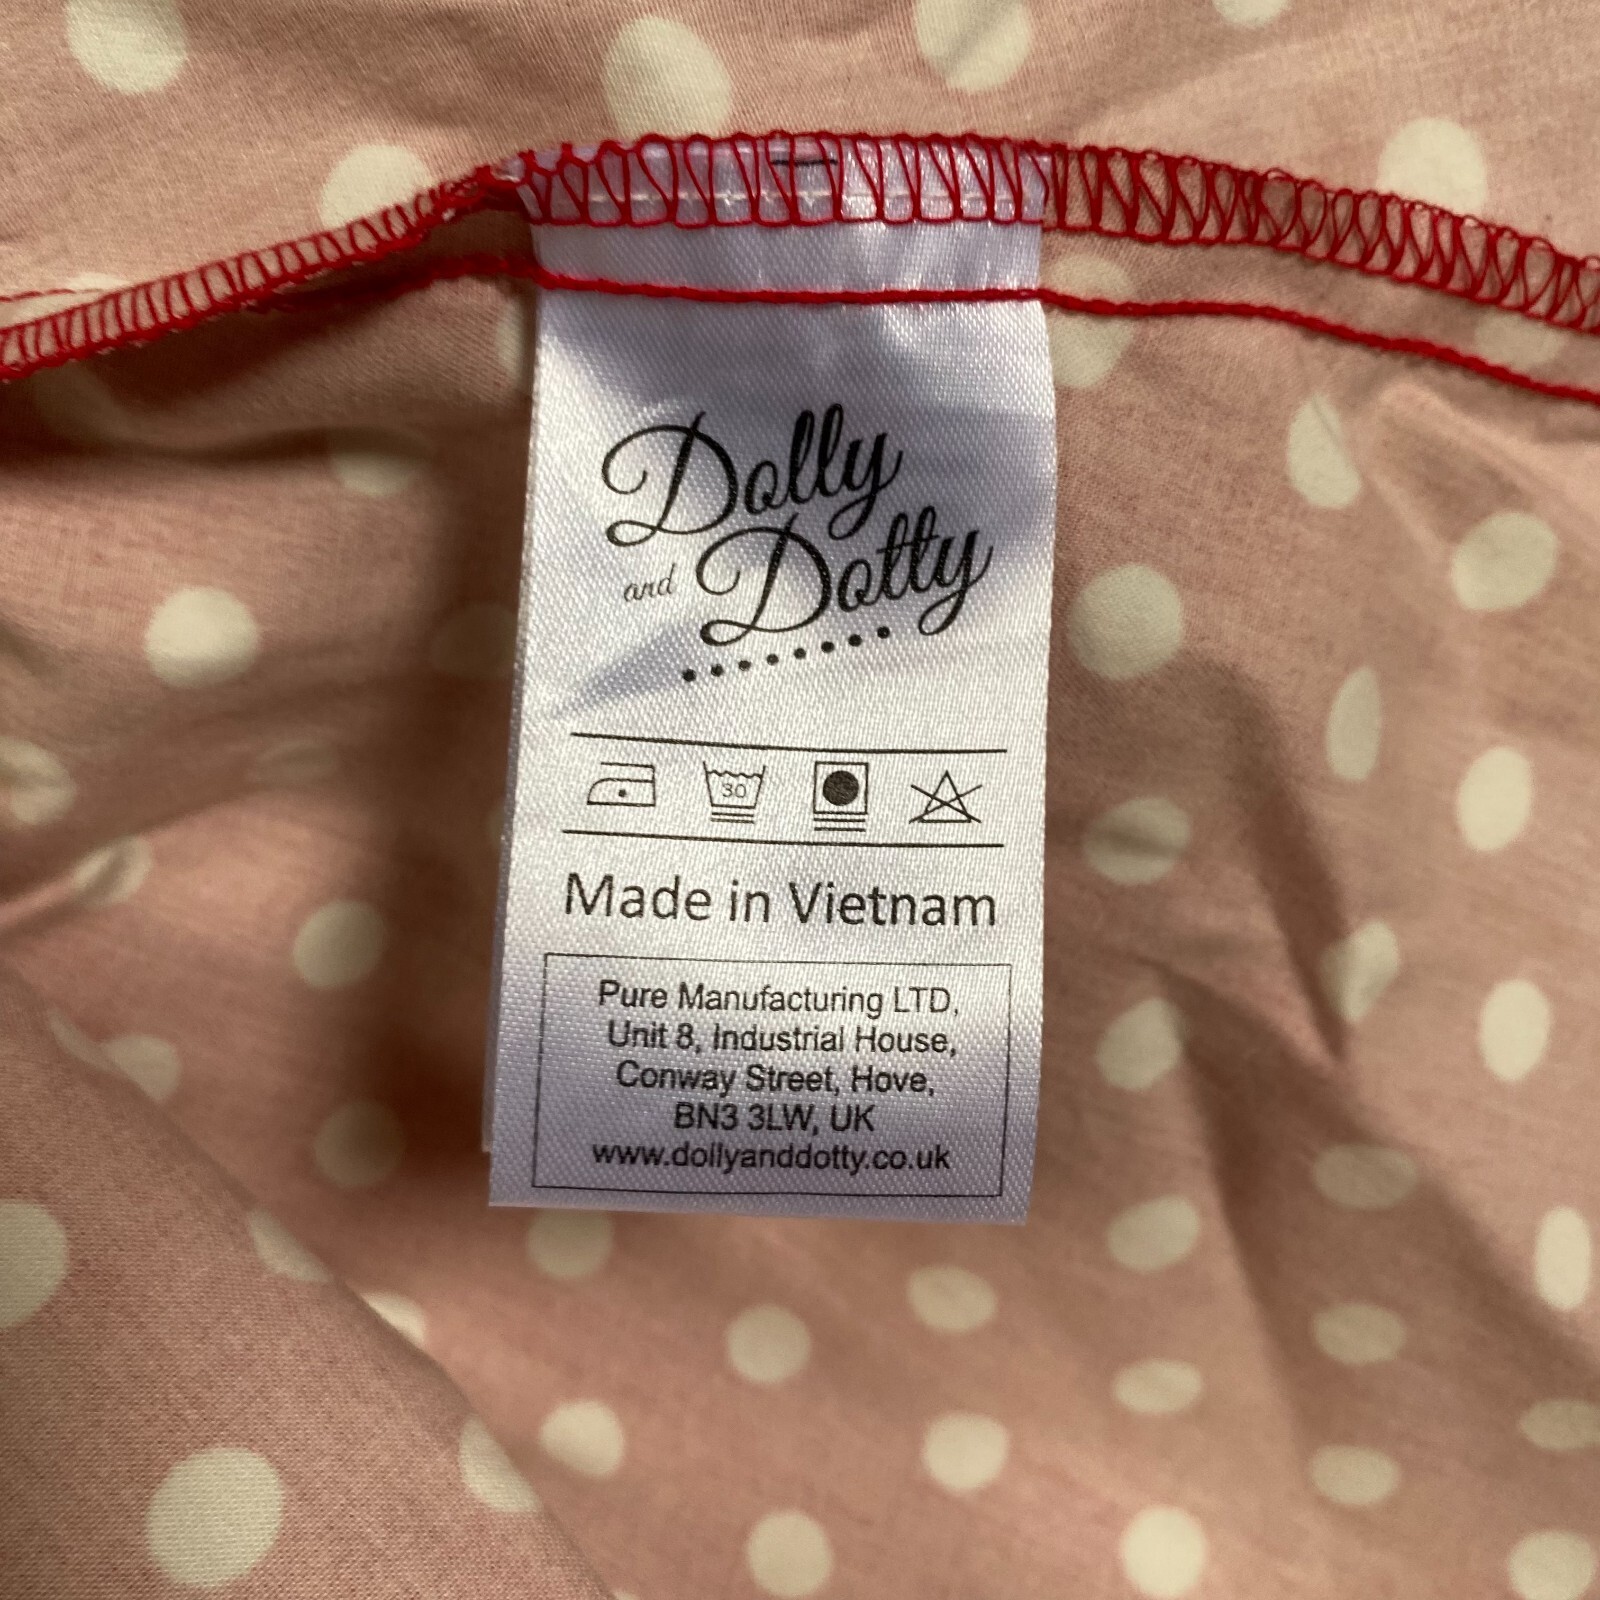 Dolly
and Dotty
30
Made in Vietnam
Pure Manufacturing LTD,
Unit 8, Industrial House,
Conway Street, Hove,
BN3 3LW, UK
www.dollyanddotty.co.uk